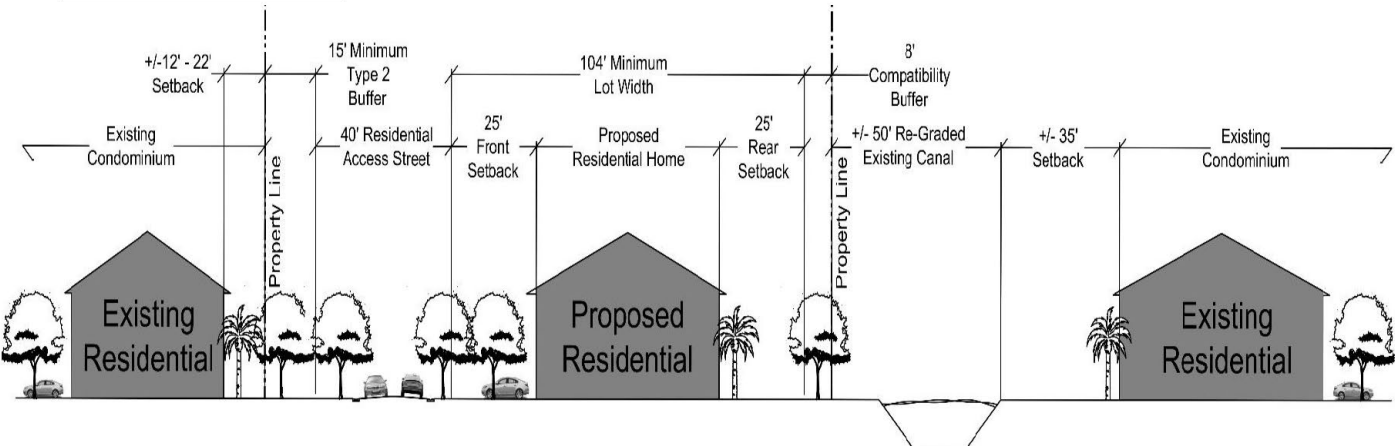 +/-12' - 22'
Setback
15' Minimum
Type 2
Buffer
104' Minimum
Lot Width
8'
Compatibility
Buffer
Existing
Condominium
40' Residential
Access Street
25'
Front
Setback
Proposed
Residential Home
25'
Rear
Setback
+/- 50' Re-Graded
Existing Canal
+/- 35'
Setback
Existing
Condominium
Property Line
Property Line
Existing
Residential
Proposed
Residential
Existing
Residential